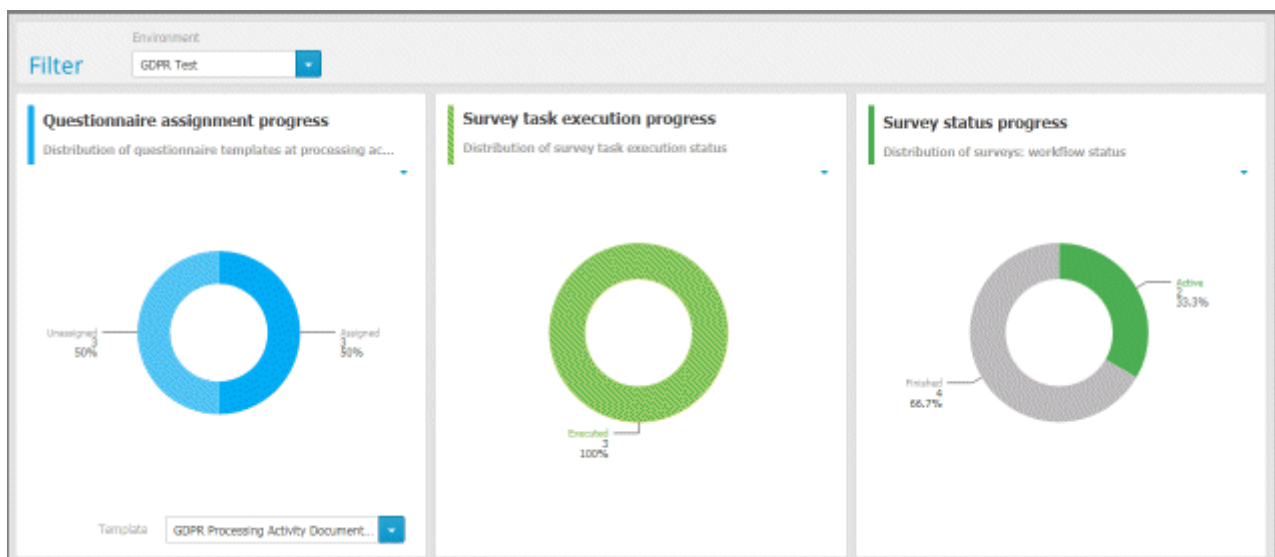 Environment
Filter
GDPR Test
Questionnaire assignment progress
Distribution of questionnaire templates at processing ac...
Survey task execution progress
Distribution of survey task execution status
Survey status progress
Distribution of surveys: workflow status
Unassigned
3
50%
Assigned
3
50%
Executed
3
100%
Active
2
33.3%
Finished
4
66.7%
Template
GDPR Processing Activity Document...